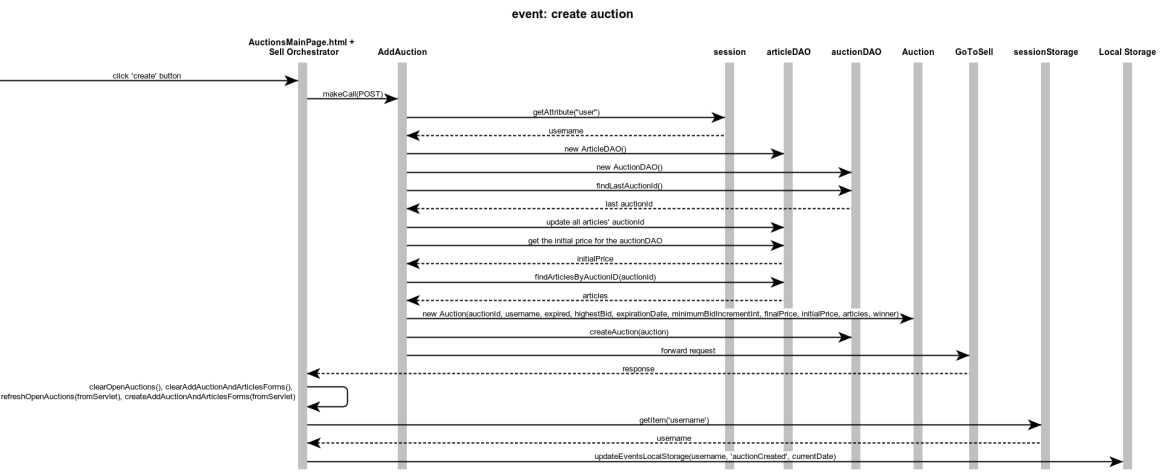 event: create auction
AuctionsMainPage.html +
Sell Orchestrator
AddAuction
session
articleDAO
auctionDAO
Auction
GoToSell
sessionStorage
Local Storage
click 'create' button
makeCall(POST)
getAttribute("user")
username
new ArticleDAO()
new AuctionDAO()
findLastAuctionId()
last auctionId
update all articles' auctionId
get the initial price for the auctionDAO
initialPrice
findArticlesByAuctionID(auctionId)
articles
new Auction(auctionId, username, expired, highestBid, expirationDate, minimumBidIncrementInt, finalPrice, initialPrice, articles, winner)
createAuction(auction)
forward request
response
clearOpenAuctions(), clearAddAuctionAndArticlesForms(),
refreshOpenAuctions(fromServlet), createAddAuctionAndArticlesForms(fromServlet)
getItem('username')
username
updateEventsLocalStorage(username, 'auctionCreated', currentDate)